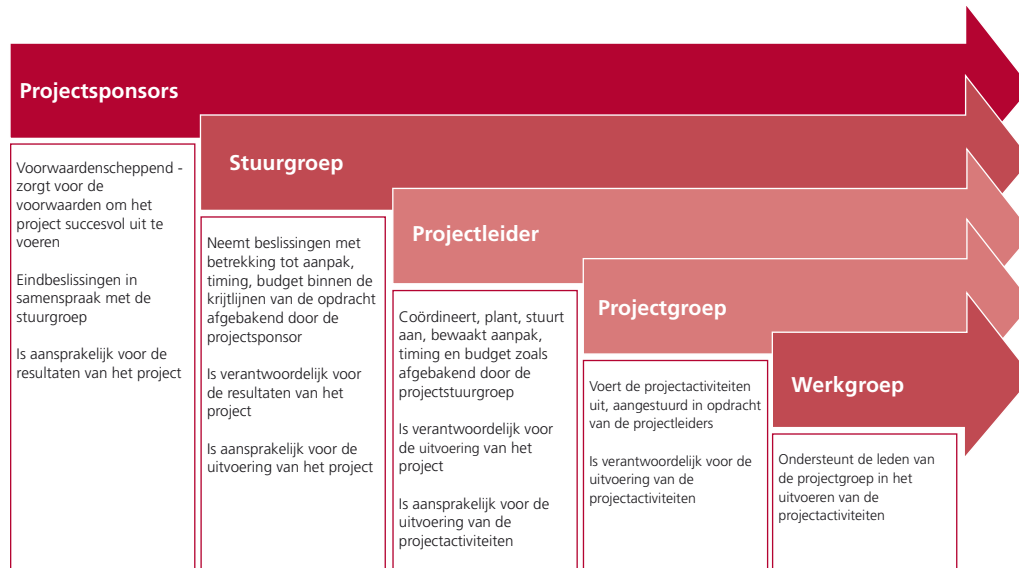 Projectsponsors
Voorwaardenscheppend -
zorgt voor de
voorwaarden om het
project succesvol uit te
voeren
Eindbeslissingen in
samenspraak met de
stuurgroep
Is aansprakelijk voor de
resultaten van het project
Stuurgroep
Neemt beslissingen met
betrekking tot aanpak,
timing, budget binnen de
krijtlijnen van de opdracht
afgebakend door de
projectsponsor
Is verantwoordelijk voor
de resultaten van het
project
Is aansprakelijk voor de
uitvoering van het project
Projectleider
Coördineert, plant, stuurt
aan, bewaakt aanpak,
timing en budget zoals
afgebakend door de
projectstuurgroep
Is verantwoordelijk voor
de uitvoering van het
project
Is aansprakelijk voor de
uitvoering van de
projectactiviteiten
Projectgroep
Voert de projectactiviteiten
uit, aangestuurd in opdracht
van de projectleiders
Is verantwoordelijk voor de
uitvoering van de
projectactiviteiten
Werkgroep
Ondersteunt de leden van
de projectgroep in het
uitvoeren van de
projectactiviteiten